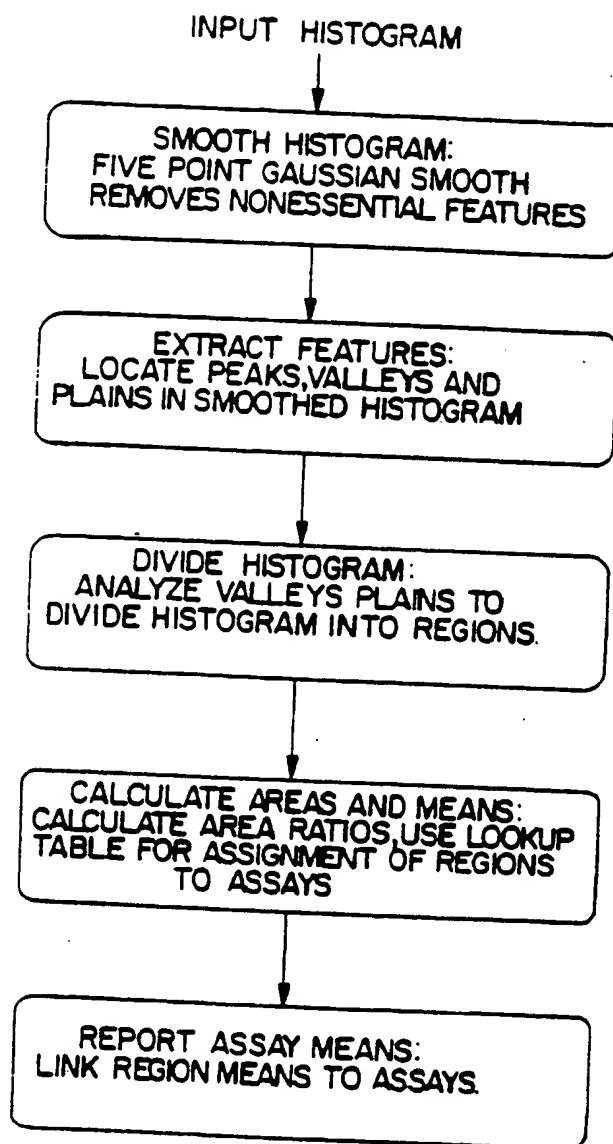 INPUT HISTOGRAM
SMOOTH HISTOGRAM:
FIVE POINT GAUSSIAN SMOOTH
REMOVES NONESSENTIAL FEATURES
EXTRACT FEATURES:
LOCATE PEAKS,VALLEYS AND
PLAINS IN SMOOTHED HISTOGRAM
DIVIDE HISTOGRAM:
ANALYZE VALLEYS PLAINS TO
DIVIDE HISTOGRAM INTO REGIONS.
CALCULATE AREAS AND MEANS:
CALCULATE AREA RATIOS,USE LOOKUP
TABLE FOR ASSIGNMENT OF REGIONS
TO ASSAYS
REPORT ASSAY MEANS:
LINK REGION MEANS TO ASSAYS.